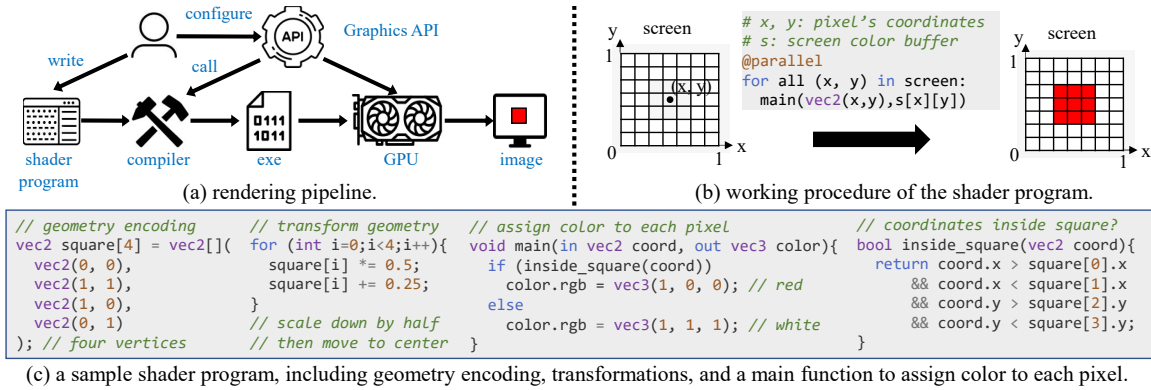 configure
API
Graphics API
write
call
0111
1011
shader
program
compiler
exe
GPU
image
(a) rendering pipeline.
y
screen
1
(x, y)
0
1
x
# x, y: pixel's coordinates
# s: screen color buffer
@parallel
for all (x, y) in screen:
main(vec2(x,y),s[x][y])
y
screen
1
0
1
x
(b) working procedure of the shader program.
// geometry encoding
vec2 square[4] = vec2[](
vec2(0, 0),
vec2(1, 1),
vec2(1, 0),
vec2(0, 1)
); // four vertices
// transform geometry
for (int i=0;i<4;i++){
square[i] *= 0.5;
square[i] += 0.25;
}
// scale down by half
// then move to center
// assign color to each pixel
void main(in vec2 coord, out vec3 color){
if (inside_square(coord))
color.rgb = vec3(1, 0, 0); // red
else
color.rgb = vec3(1, 1, 1); // white
}
// coordinates inside square?
bool inside_square(vec2 coord){
return coord.x > square[0].x
&& coord.x < square[1].x
&& coord.y > square[2].y
&& coord.y < square[3].y;
}
(c) a sample shader program, including geometry encoding, transformations, and a main function to assign color to each pixel.